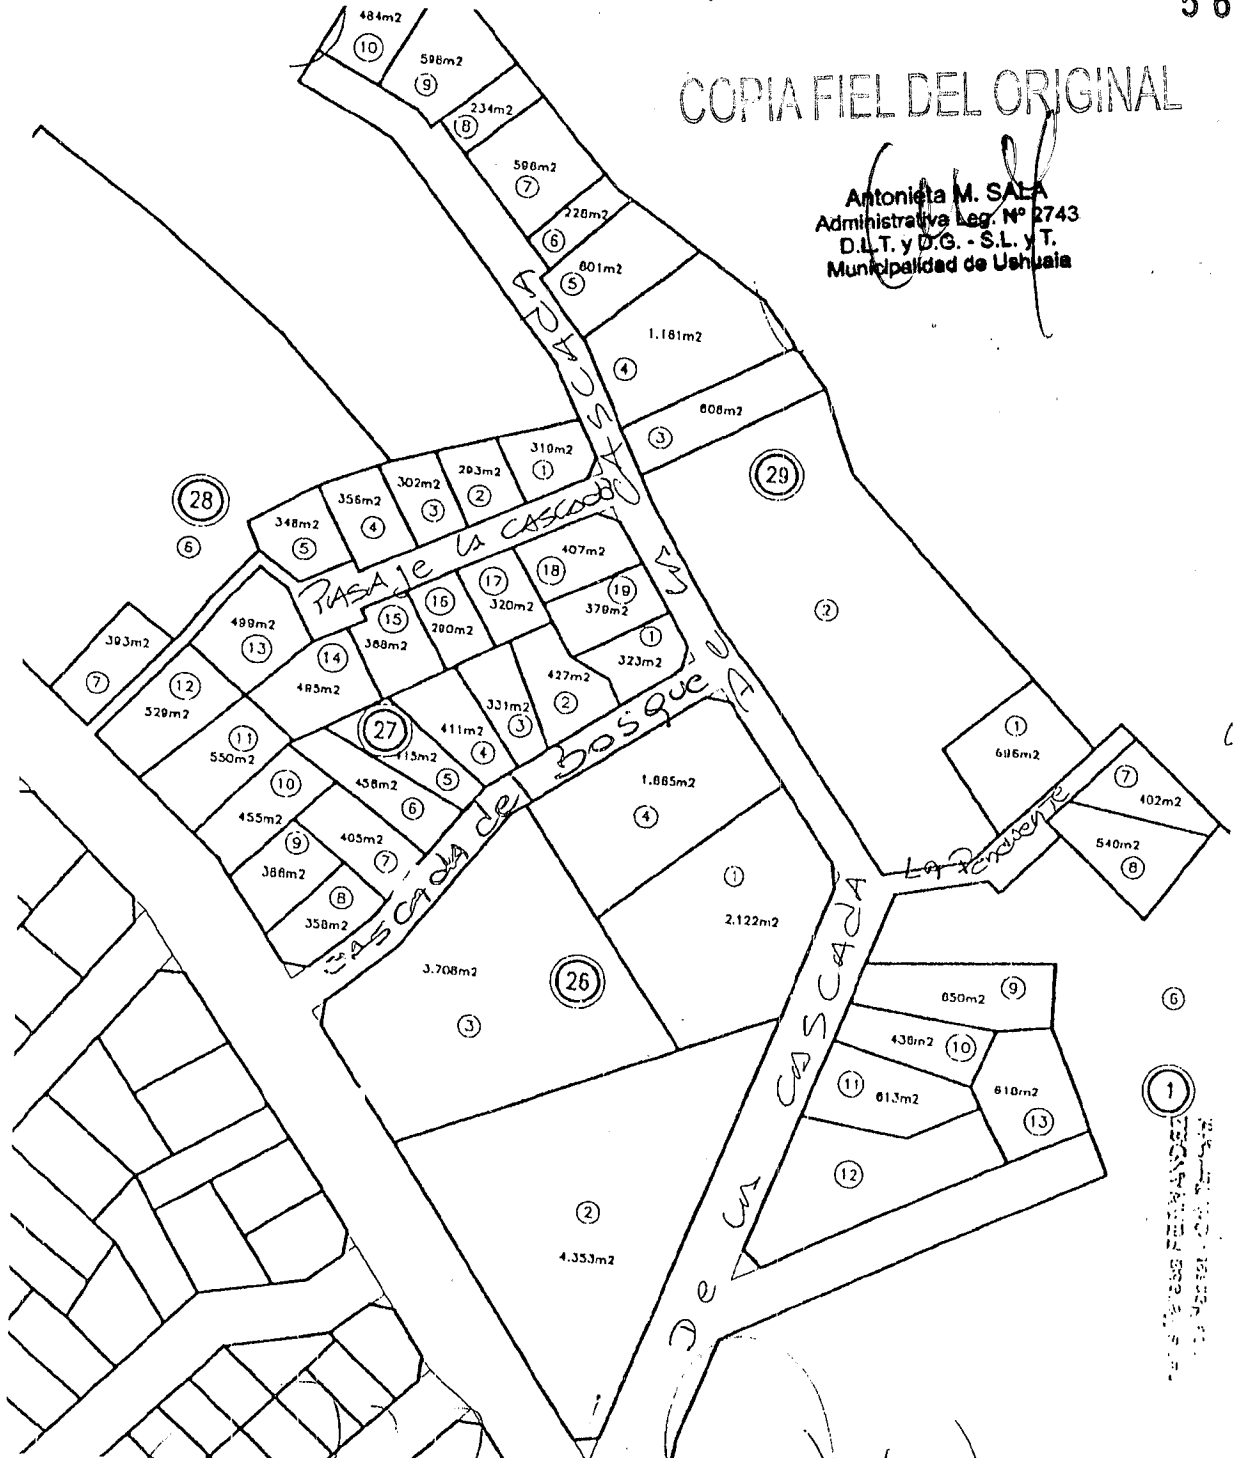 56
COPIA FIEL DEL ORIGINAL
Antonieta M. SALA
Administrativa Leg. Nº 2743
D.L.T. y D.G. - S.L. y T.
Municipalidad de Ushuaia
484m2
10
598m2
9
234m2
8
598m2
7
228m2
6
801m2
5
1.181m2
4
608m2
3
29
2
1
696m2
7
402m2
540m2
8
28
6
310m2
1
293m2
2
302m2
3
356m2
4
348m2
5
393m2
7
PASAJe la CASCADA
CASCADA
407m2
18
19
379m2
1
323m2
17
320m2
16
290m2
15
368m2
14
495m2
499m2
13
12
529m2
11
550m2
10
455m2
9
386m2
8
358m2
27
427m2
2
331m2
3
411m2
4
413m2
5
458m2
6
405m2
7
CASCADA de Bosque
1.885m2
4
1
2.122m2
3.708m2
3
26
2
4.353m2
De la CASCADA
La
650m2
9
438m2
10
11
613m2
618m2
13
12
6
1